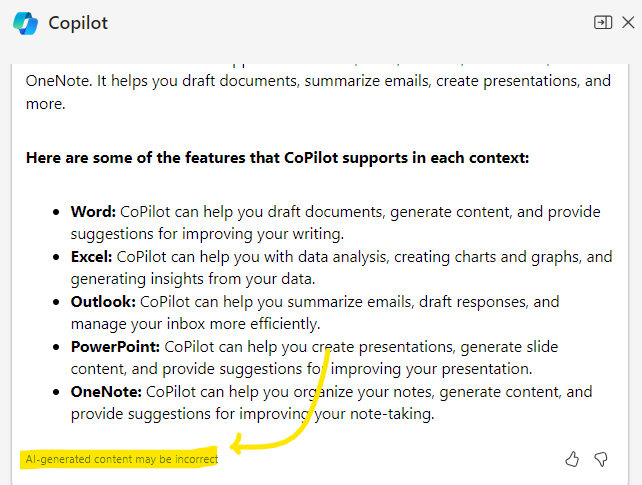 Copilot
OneNote. It helps you draft documents, summarize emails, create presentations, and
more.
Here are some of the features that CoPilot supports in each context:
• Word: CoPilot can help you draft documents, generate content, and provide
suggestions for improving your writing.
• Excel: CoPilot can help you with data analysis, creating charts and graphs, and
generating insights from your data.
• Outlook: CoPilot can help you summarize emails, draft responses, and
manage your inbox more efficiently.
• PowerPoint: CoPilot can help you create presentations, generate slide
content, and provide suggestions for improving your presentation.
• OneNote: CoPilot can help you organize your notes, generate content, and
provide suggestions for improving your note-taking.
AI-generated content may be incorrect